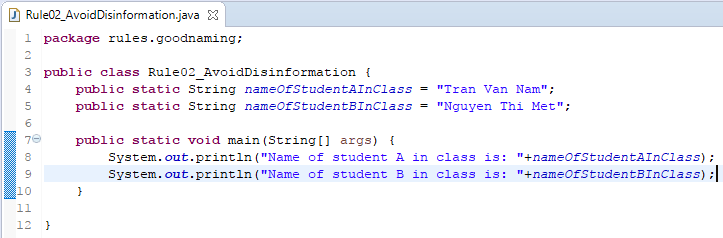 Rule02_AvoidDisinformation.java
1 package rules.goodnaming;
2
3 public class Rule02_AvoidDisinformation {
4     public static String nameOfStudentAInClass = "Tran Van Nam";
5     public static String nameOfStudentBInClass = "Nguyen Thi Met";
6
7     public static void main(String[] args) {
8         System.out.println("Name of student A in class is: "+nameOfStudentAInClass);
9         System.out.println("Name of student B in class is: "+nameOfStudentBInClass);
10     }
11
12 }